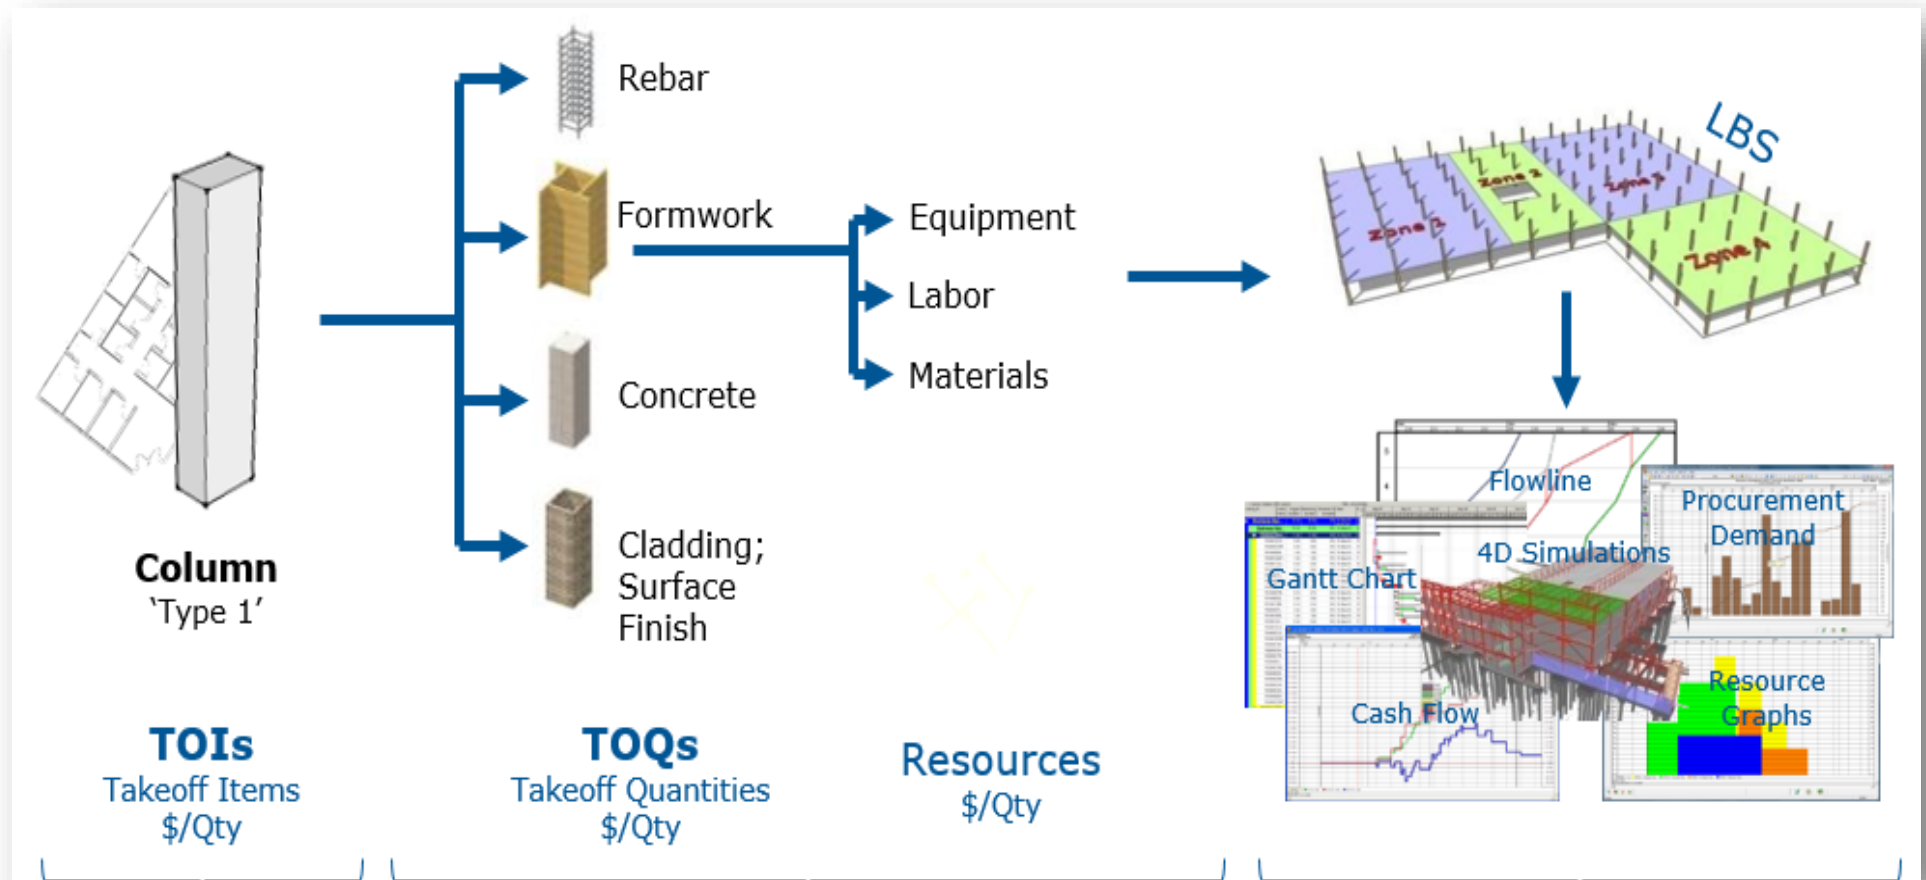 Rebar
Formwork
Concrete
Cladding;
Surface
Finish
Equipment
Labor
Materials
Column
‘Type 1’
TOIs
Takeoff Items
$/Qty
TOQs
Takeoff Quantities
$/Qty
Resources
$/Qty
LBS
Zone 1
Zone 2
Zone 3
Zone 4
Flowline
Procurement
Demand
4D Simulations
Gantt Chart
Cash Flow
Resource
Graphs